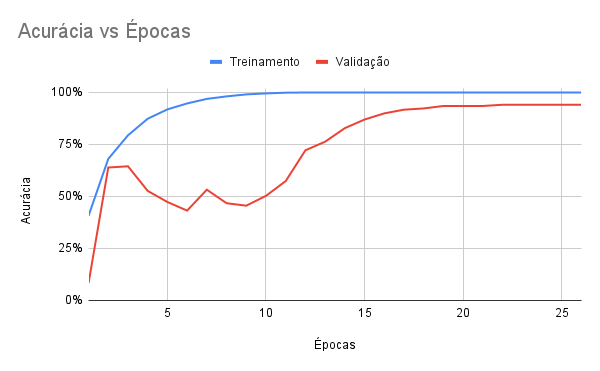 Acurácia vs Épocas
Treinamento Validação
100%
75%
50%
25%
0%
Acurácia
5 10 15 20 25
Épocas